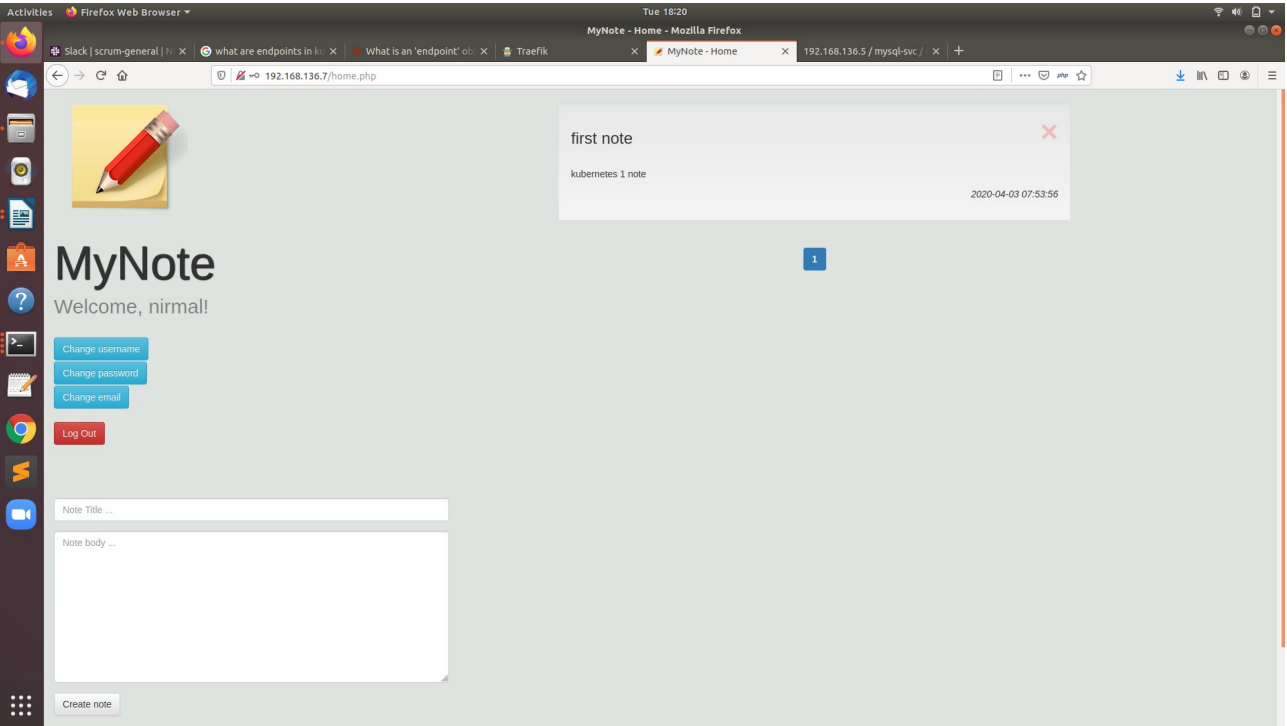 Activities Firefox Web Browser Tue 18:20
MyNote - Home - Mozilla Firefox
Slack | scrum-general | N what are endpoints in ku What is an 'endpoint' ob Traefik MyNote - Home 192.168.136.5 / mysql-svc /
192.168.136.7/home.php php
first note
kubernetes 1 note
2020-04-03 07:53:56
1
MyNote
Welcome, nirmal!
Change username
Change password
Change email
Log Out
Note Title ...
Note body ...
Create note